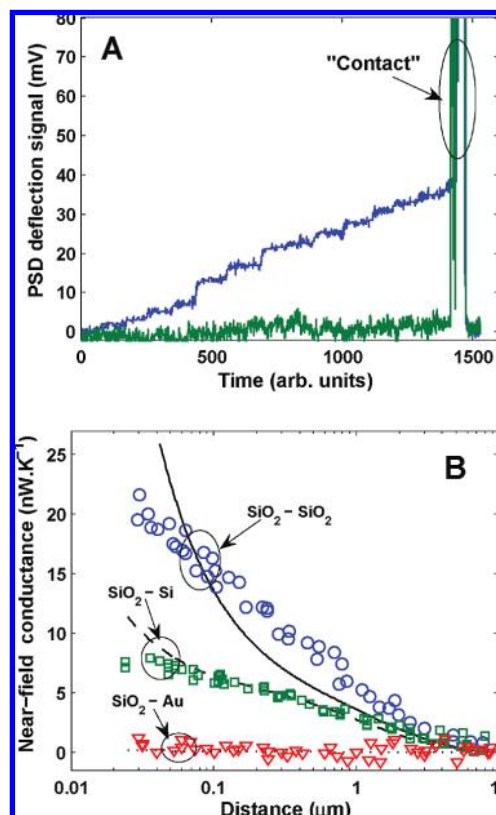 A
80
70
60
50
40
30
20
10
0
PSD deflection signal (mV)
"Contact"
0 500 1000 1500
Time (arb. units)
B
25
20
15
10
5
0
Near-field conductance (nW.K⁻¹)
SiO₂ – SiO₂
SiO₂ – Si
SiO₂ – Au
0.01 0.1 1
Distance (μm)